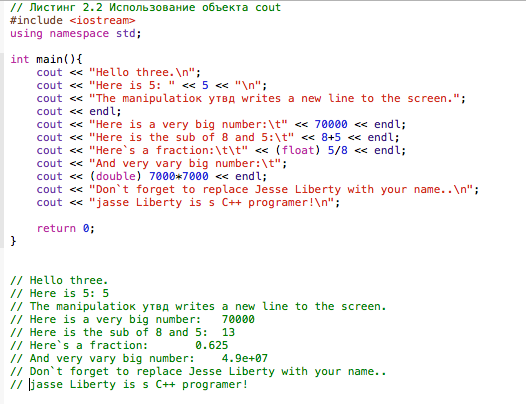 // Листинг 2.2 Использование объекта cout
#include <iostream>
using namespace std;

int main(){
    cout << "Hello three.\n";
    cout << "Here is 5: " << 5 << "\n";
    cout << "The manipulatiок утвд writes a new line to the screen.";
    cout << endl;
    cout << "Here is a very big number:\t" << 70000 << endl;
    cout << "Here is the sub of 8 and 5:\t" << 8+5 << endl;
    cout << "Here`s a fraction:\t\t" << (float) 5/8 << endl;
    cout << "And very vary big number:\t";
    cout << (double) 7000*7000 << endl;
    cout << "Don`t forget to replace Jesse Liberty with your name..\n";
    cout << "jasse Liberty is s C++ programer!\n";

    return 0;
}

// Hello three.
// Here is 5: 5
// The manipulatiок утвд writes a new line to the screen.
// Here is a very big number:   70000
// Here is the sub of 8 and 5:  13
// Here`s a fraction:       0.625
// And very vary big number:    4.9e+07
// Don`t forget to replace Jesse Liberty with your name..
// jasse Liberty is s C++ programer!